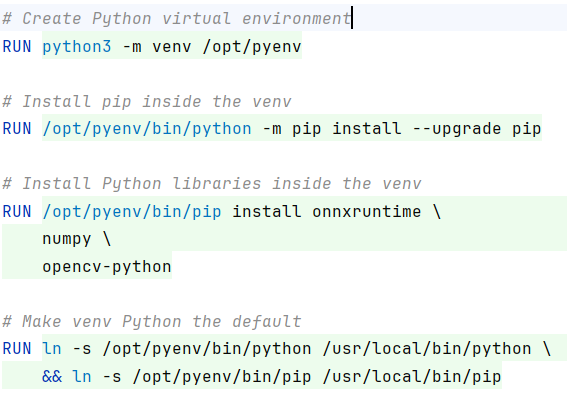 # Create Python virtual environment
RUN python3 -m venv /opt/pyenv
# Install pip inside the venv
RUN /opt/pyenv/bin/python -m pip install --upgrade pip
# Install Python libraries inside the venv
RUN /opt/pyenv/bin/pip install onnxruntime \
    numpy \
    opencv-python
# Make venv Python the default
RUN ln -s /opt/pyenv/bin/python /usr/local/bin/python \
    && ln -s /opt/pyenv/bin/pip /usr/local/bin/pip